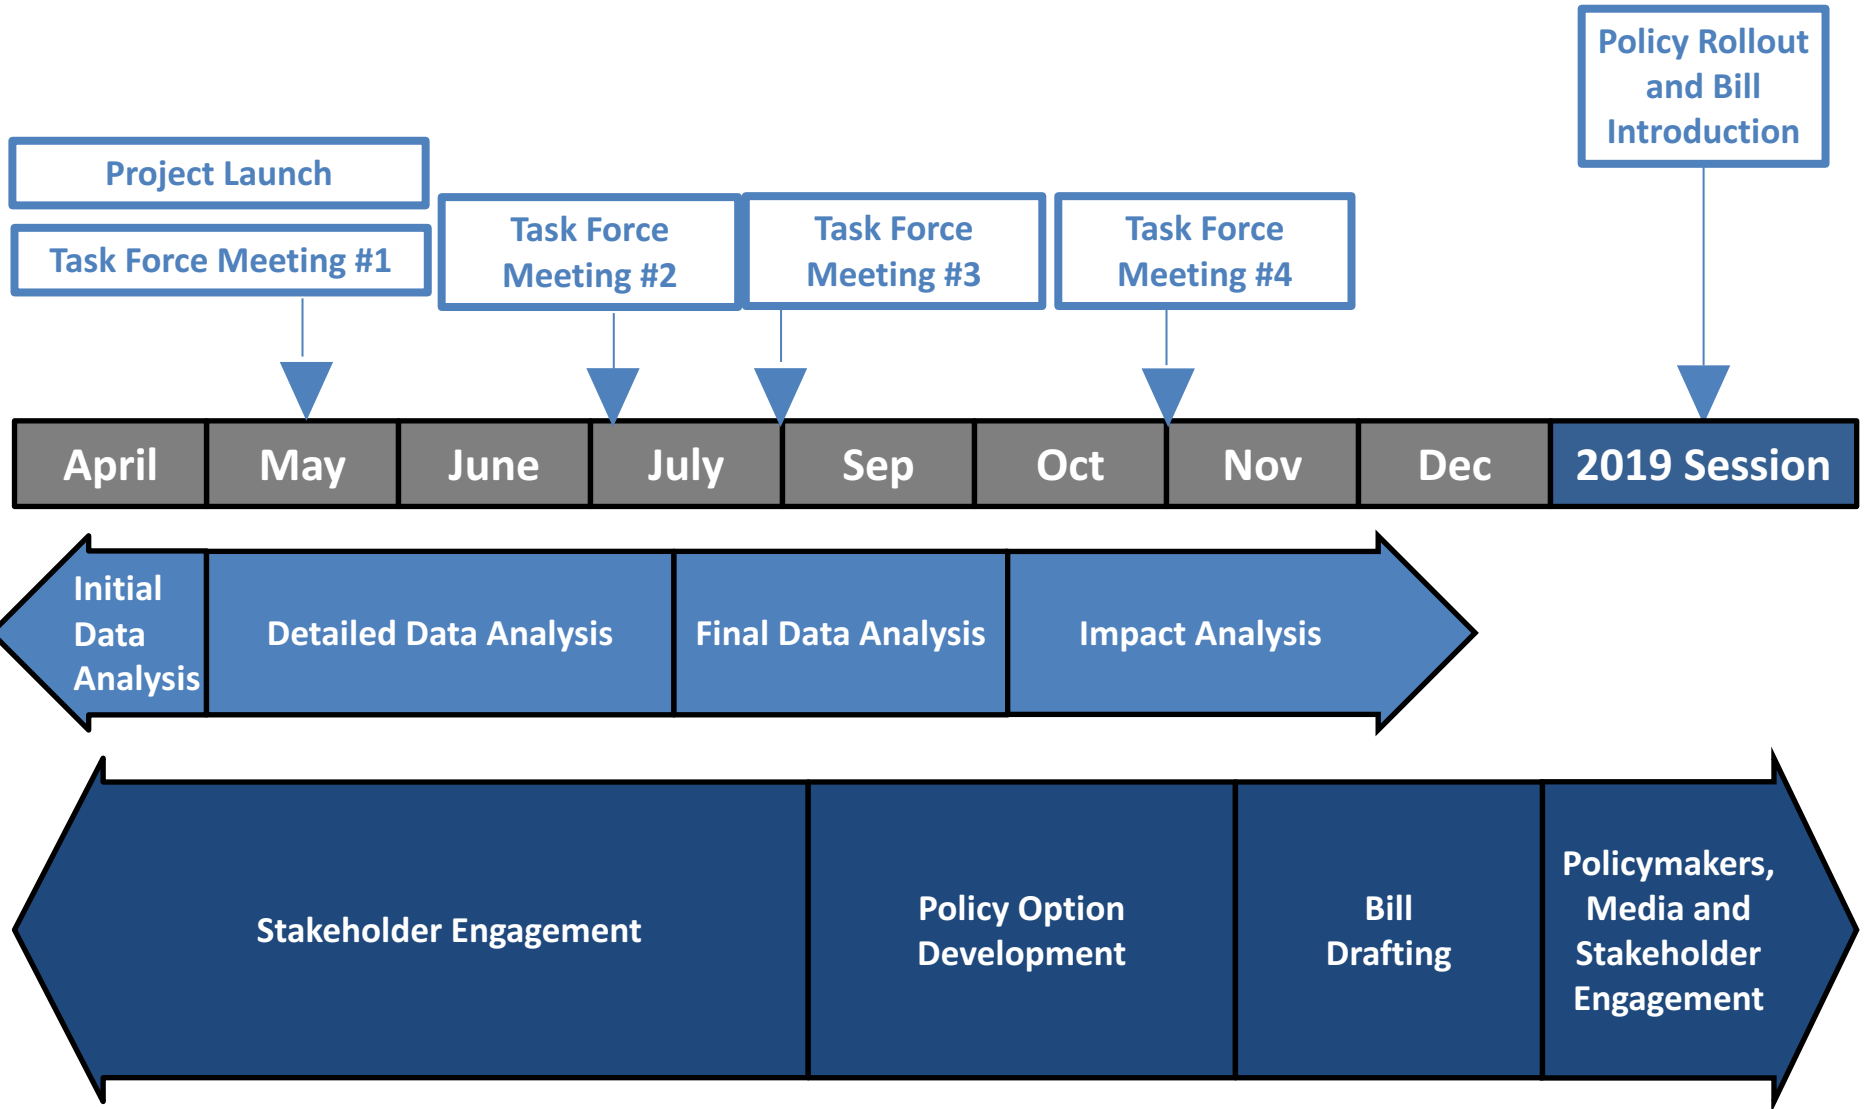 Policy Rollout
and Bill
Introduction
Project Launch
Task Force Meeting #1
Task Force
Meeting #2
Task Force
Meeting #3
Task Force
Meeting #4
April
May
June
July
Sep
Oct
Nov
Dec
2019 Session
Initial
Data
Analysis
Detailed Data Analysis
Final Data Analysis
Impact Analysis
Stakeholder Engagement
Policy Option
Development
Bill
Drafting
Policymakers,
Media and
Stakeholder
Engagement